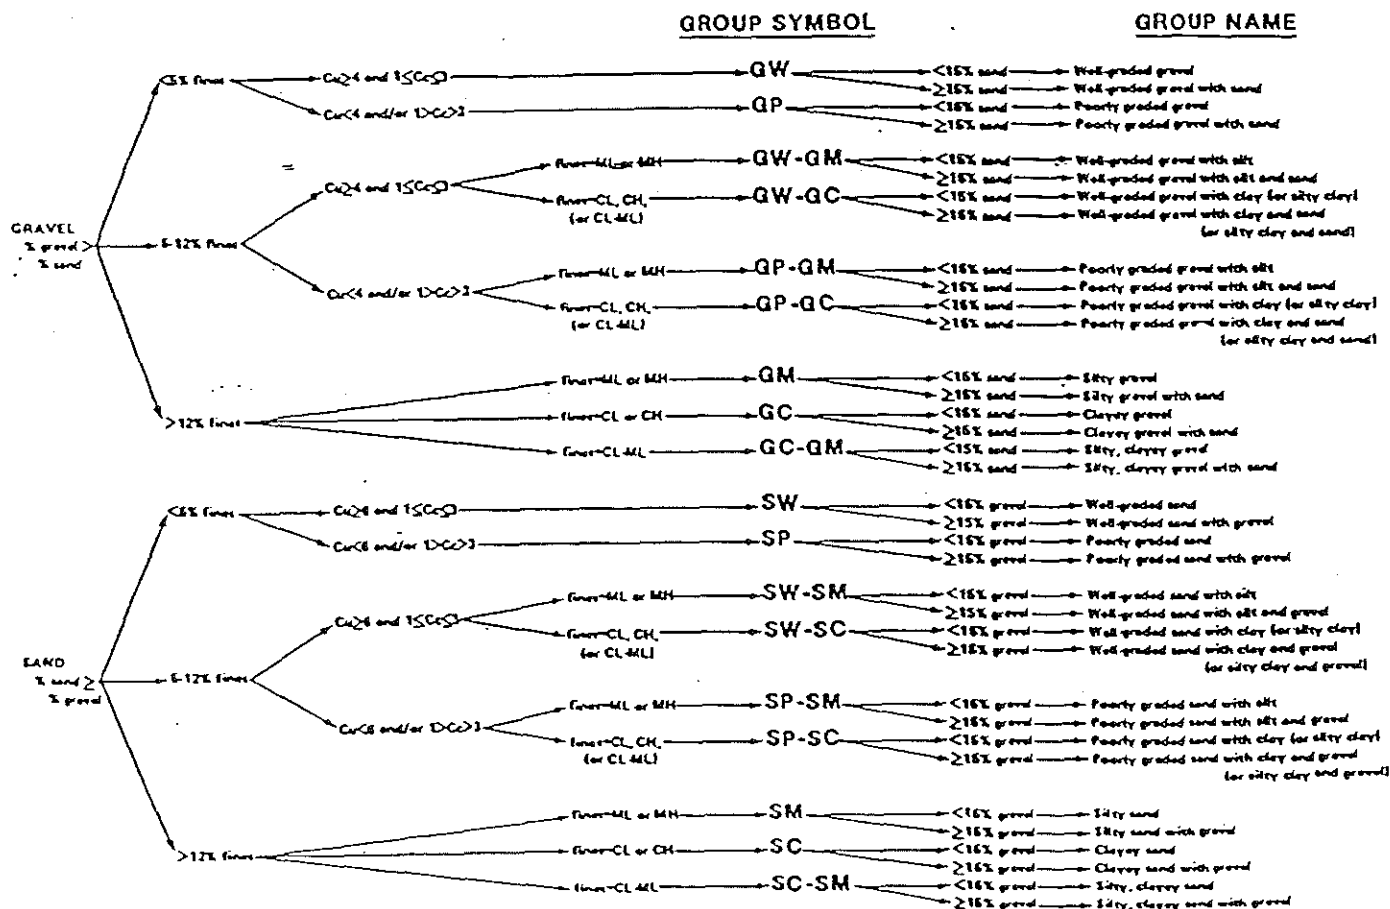 GROUP SYMBOL GROUP NAME
<5% fines Cu≥4 and 1≤Cc≤3 GW <15% sand Well-graded gravel
≥15% sand Well-graded gravel with sand
Cu<4 and/or 1>Cc>3 GP <15% sand Poorly graded gravel
≥15% sand Poorly graded gravel with sand
GRAVEL
% gravel >
% sand
5-12% fines
Cu≥4 and 1≤Cc≤3 fines=ML or MH GW-GM <15% sand Well-graded gravel with silt
≥15% sand Well-graded gravel with silt and sand
fines=CL, CH, GW-GC <15% sand Well-graded gravel with clay (or silty clay)
(or CL-ML) ≥15% sand Well-graded gravel with clay and sand
(or silty clay and sand)
Cu<4 and/or 1>Cc>3 fines=ML or MH GP-GM <15% sand Poorly graded gravel with silt
≥15% sand Poorly graded gravel with silt and sand
fines=CL, CH, GP-GC <15% sand Poorly graded gravel with clay (or silty clay)
(or CL-ML) ≥15% sand Poorly graded gravel with clay and sand
(or silty clay and sand)
>12% fines
fines=ML or MH GM <15% sand Silty gravel
≥15% sand Silty gravel with sand
fines=CL or CH GC <15% sand Clayey gravel
≥15% sand Clayey gravel with sand
fines=CL-ML GC-GM <15% sand Silty, clayey gravel
≥15% sand Silty, clayey gravel with sand
<5% fines Cu≥6 and 1≤Cc≤3 SW <15% gravel Well-graded sand
≥15% gravel Well-graded sand with gravel
Cu<6 and/or 1>Cc>3 SP <15% gravel Poorly graded sand
≥15% gravel Poorly graded sand with gravel
SAND
% sand ≥
% gravel
5-12% fines
Cu≥6 and 1≤Cc≤3 fines=ML or MH SW-SM <15% gravel Well-graded sand with silt
≥15% gravel Well-graded sand with silt and gravel
fines=CL, CH, SW-SC <15% gravel Well-graded sand with clay (or silty clay)
(or CL-ML) ≥15% gravel Well-graded sand with clay and gravel
(or silty clay and gravel)
Cu<6 and/or 1>Cc>3 fines=ML or MH SP-SM <15% gravel Poorly graded sand with silt
≥15% gravel Poorly graded sand with silt and gravel
fines=CL, CH, SP-SC <15% gravel Poorly graded sand with clay (or silty clay)
(or CL-ML) ≥15% gravel Poorly graded sand with clay and gravel
(or silty clay and gravel)
>12% fines
fines=ML or MH SM <15% gravel Silty sand
≥15% gravel Silty sand with gravel
fines=CL or CH SC <15% gravel Clayey sand
≥15% gravel Clayey sand with gravel
fines=CL-ML SC-SM <15% gravel Silty, clayey sand
≥15% gravel Silty, clayey sand with gravel